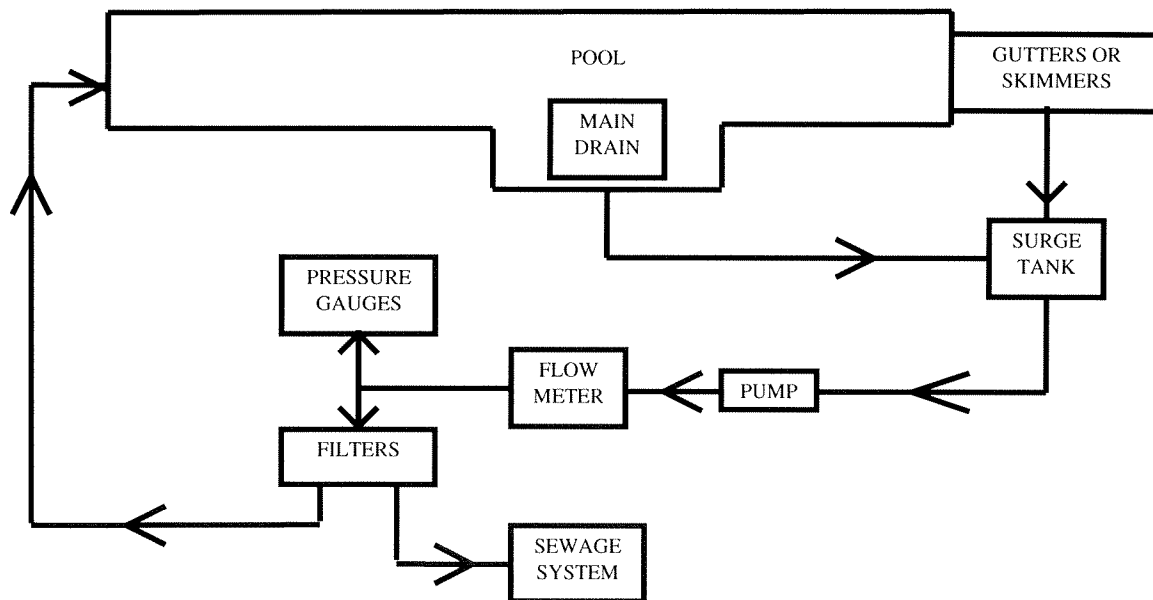 POOL
GUTTERS OR
SKIMMERS
MAIN
DRAIN
SURGE
TANK
PRESSURE
GAUGES
FLOW
METER
PUMP
FILTERS
SEWAGE
SYSTEM